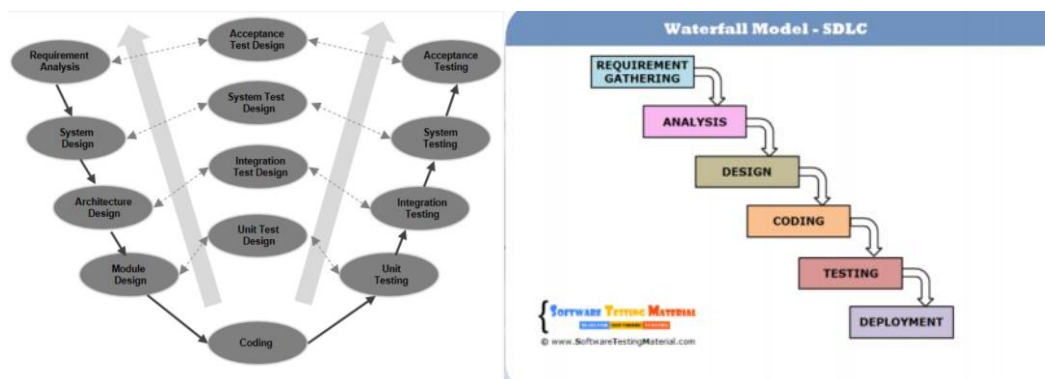 Acceptance
Test Design
Requirement
Analysis
Acceptance
Testing
System Test
Design
System
Design
System
Testing
Integration
Test Design
Architecture
Design
Integration
Testing
Unit Test
Design
Module
Design
Unit
Testing
Coding
Waterfall Model - SDLC
REQUIREMENT
GATHERING
ANALYSIS
DESIGN
CODING
TESTING
DEPLOYMENT
SOFTWARE TESTING MATERIAL
© www.SoftwareTestingMaterial.com